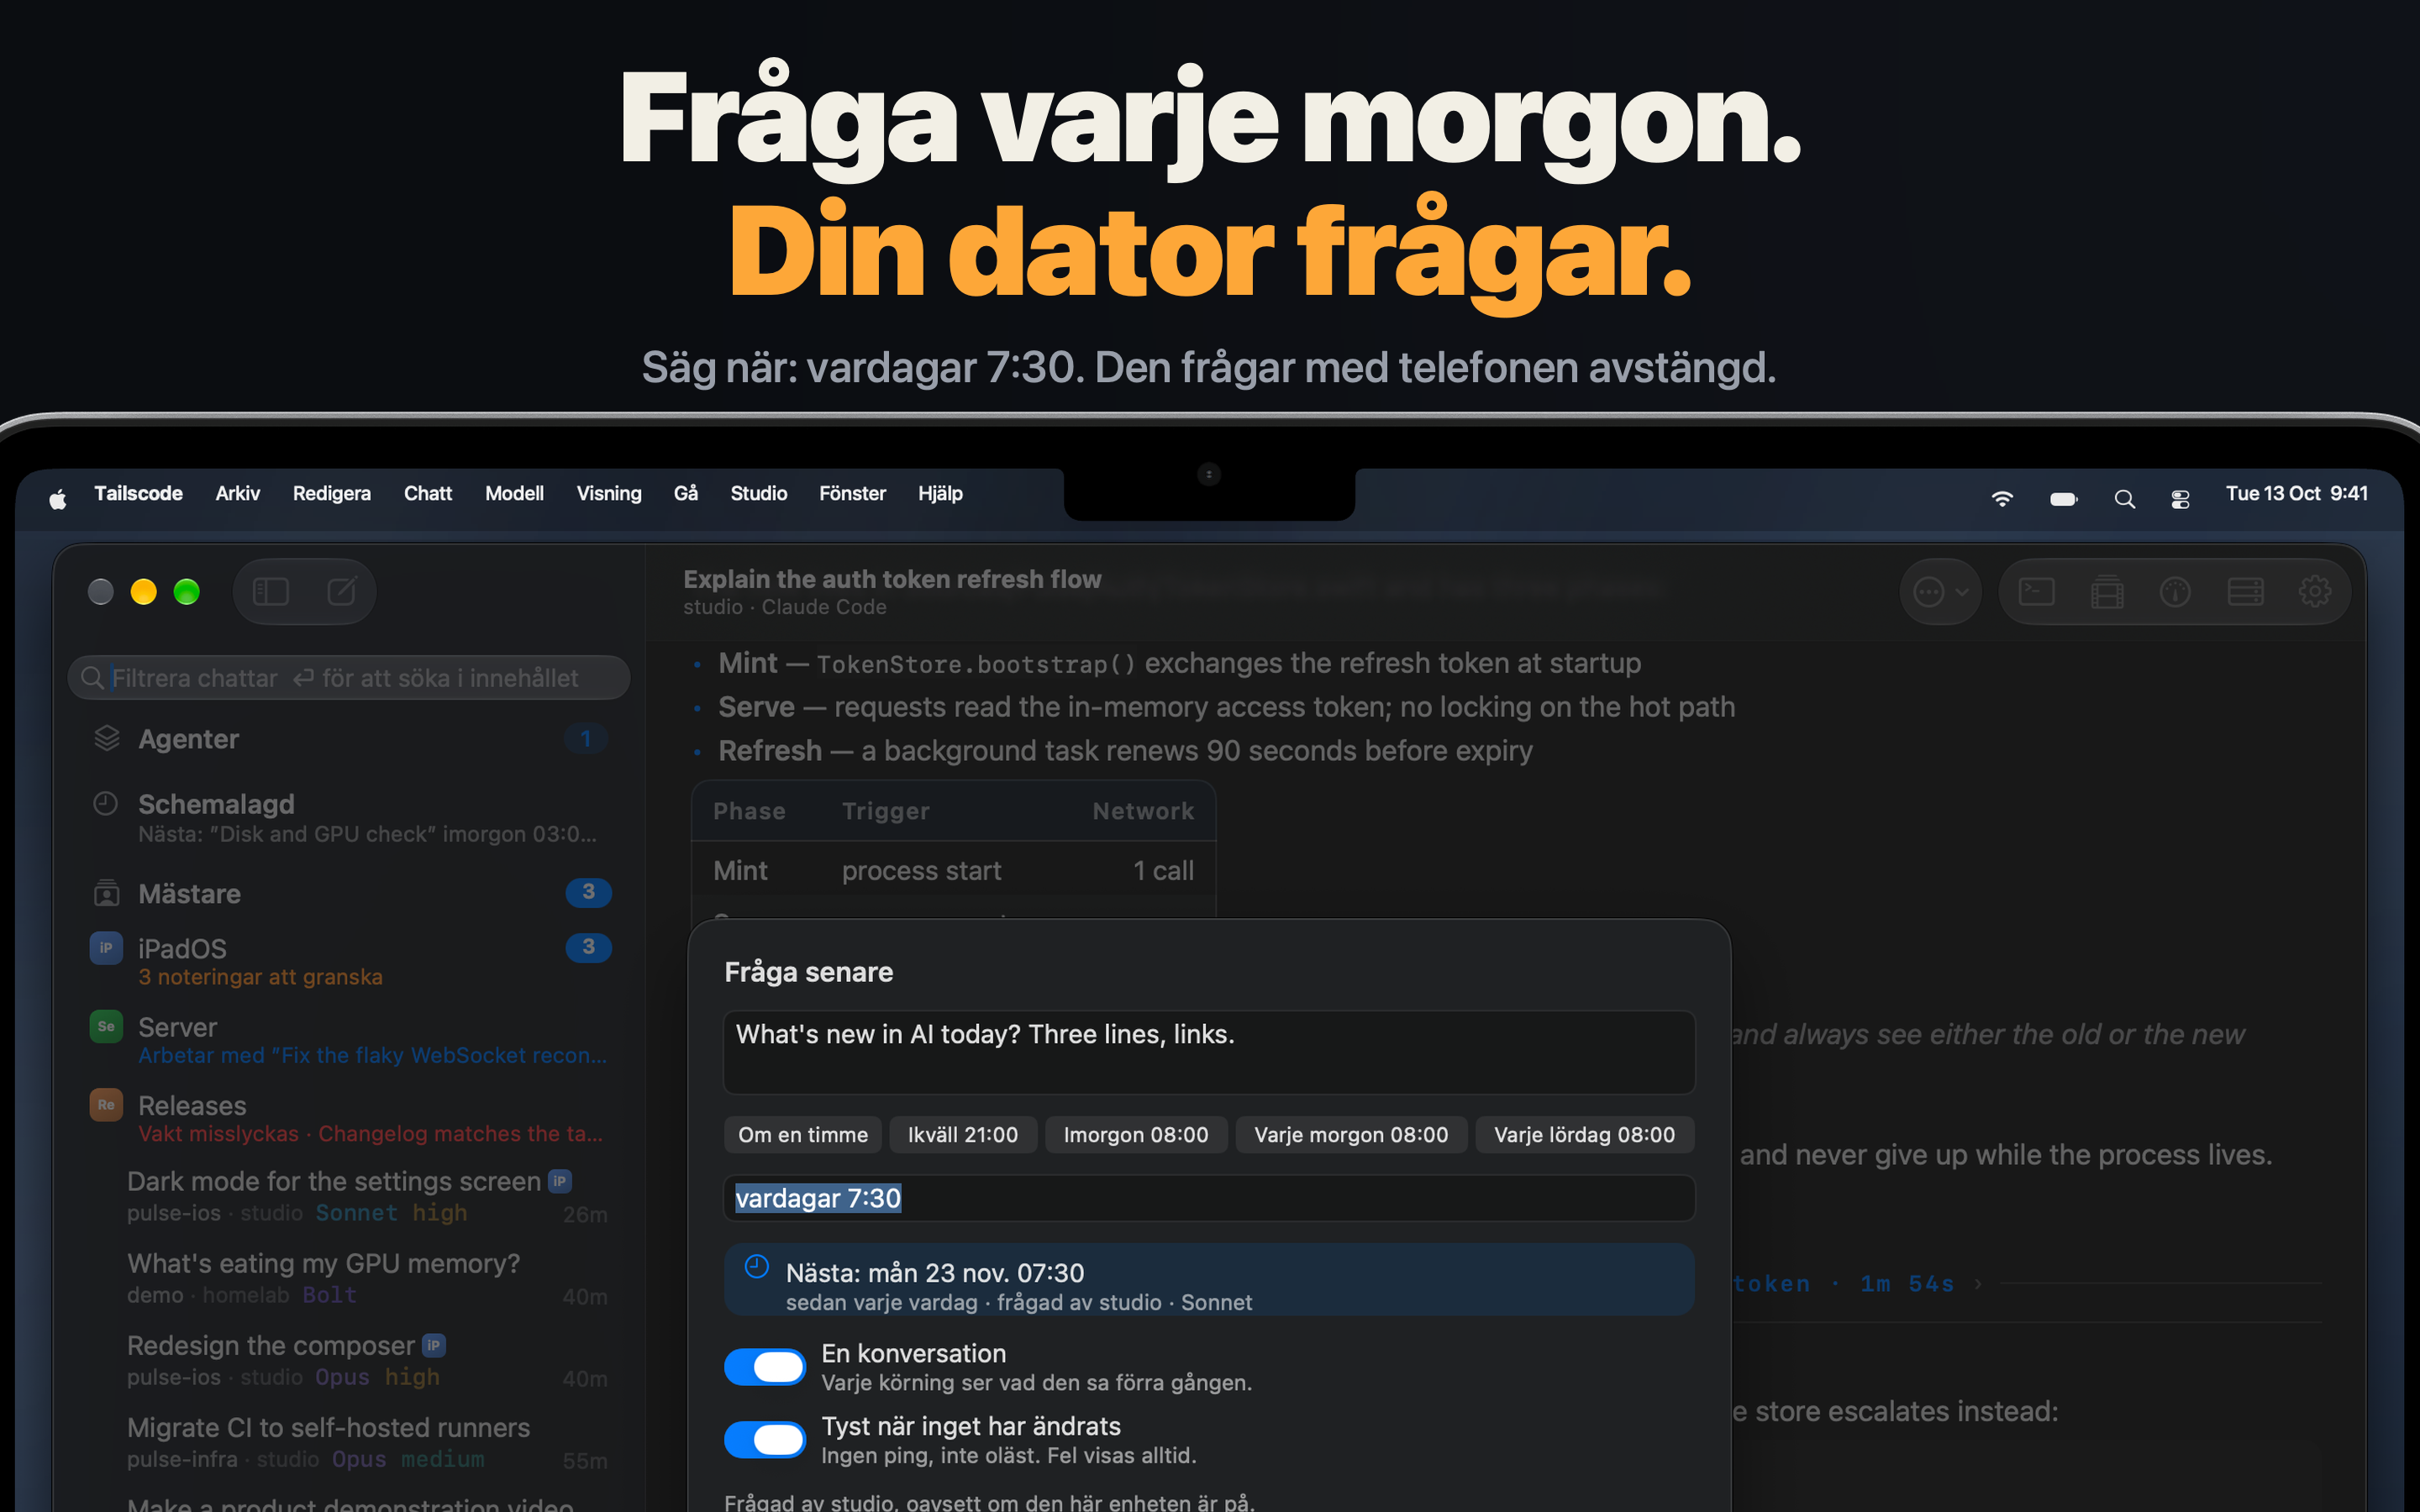 Fråga varje morgon.
Din dator frågar.
Säg när: vardagar 7:30. Den frågar med telefonen avstängd.
Tailscode Arkiv Redigera Chatt Modell Visning Gå Studio Fönster Hjälp
Tue 13 Oct 9:41
Explain the auth token refresh flow
studio · Claude Code
Filtrera chattar ⏎ för att söka i innehållet
Agenter 1
Schemalagd
Nästa: ”Disk and GPU check” imorgon 03:0…
Mästare 3
iP iPadOS 3
3 noteringar att granska
Se Server
Arbetar med ”Fix the flaky WebSocket recon…
Re Releases
Vakt misslyckas · Changelog matches the ta…
Dark mode for the settings screen iP
pulse-ios · studio Sonnet high 26m
What's eating my GPU memory?
demo · homelab Bolt 40m
Redesign the composer iP
pulse-ios · studio Opus high 40m
Migrate CI to self-hosted runners
pulse-infra · studio Opus medium 55m
Make a product demonstration video
• Mint — TokenStore.bootstrap() exchanges the refresh token at startup
• Serve — requests read the in-memory access token; no locking on the hot path
• Refresh — a background task renews 90 seconds before expiry
Phase Trigger Network
Mint process start 1 call
and always see either the old or the new
and never give up while the process lives.
token · 1m 54s ›
e store escalates instead:
Fråga senare
What's new in AI today? Three lines, links.
Om en timme Ikväll 21:00 Imorgon 08:00 Varje morgon 08:00 Varje lördag 08:00
vardagar 7:30
Nästa: mån 23 nov. 07:30
sedan varje vardag · frågad av studio · Sonnet
En konversation
Varje körning ser vad den sa förra gången.
Tyst när inget har ändrats
Ingen ping, inte oläst. Fel visas alltid.
Frågad av studio, oavsett om den här enheten är på.